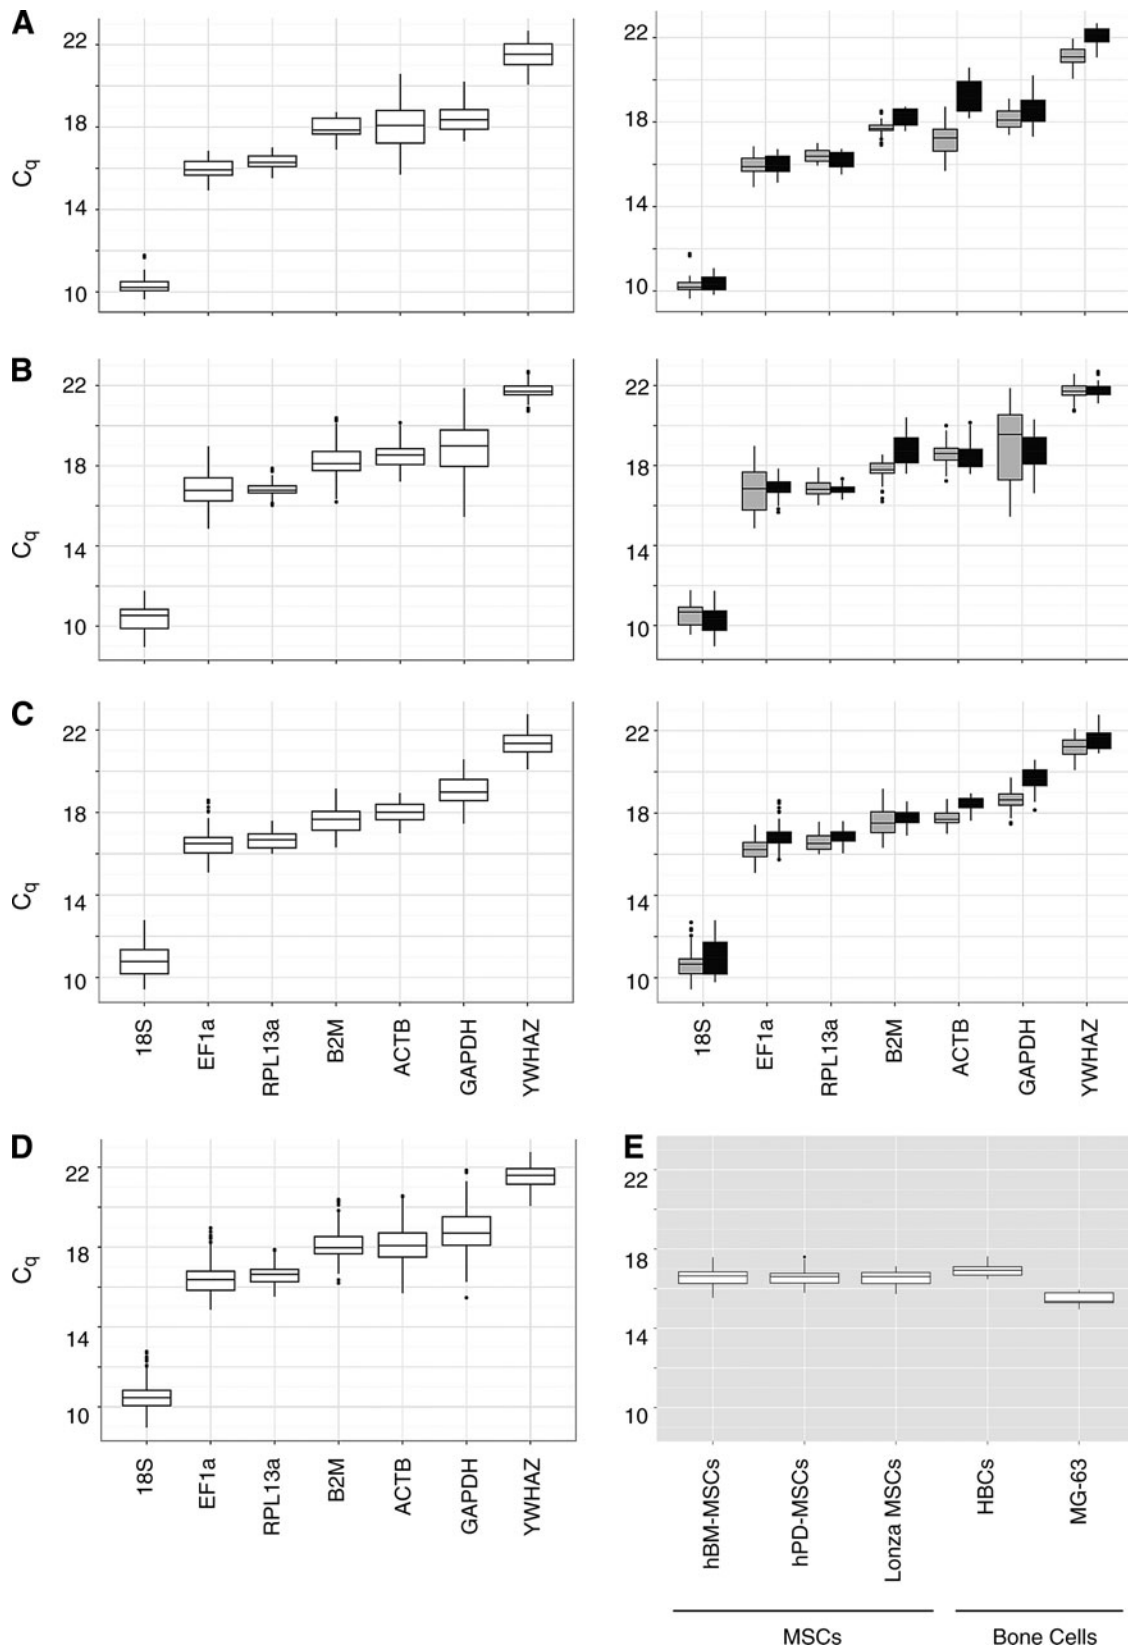 A
22
18
14
10
Cq
22
18
14
10
B
22
18
14
10
Cq
22
18
14
10
C
22
18
14
10
Cq
18S
EF1a
RPL13a
B2M
ACTB
GAPDH
YWHAZ
22
18
14
10
18S
EF1a
RPL13a
B2M
ACTB
GAPDH
YWHAZ
D
22
18
14
10
Cq
18S
EF1a
RPL13a
B2M
ACTB
GAPDH
YWHAZ
E
22
18
14
10
hBM-MSCs
hPD-MSCs
Lonza MSCs
HBCs
MG-63
MSCs
Bone Cells